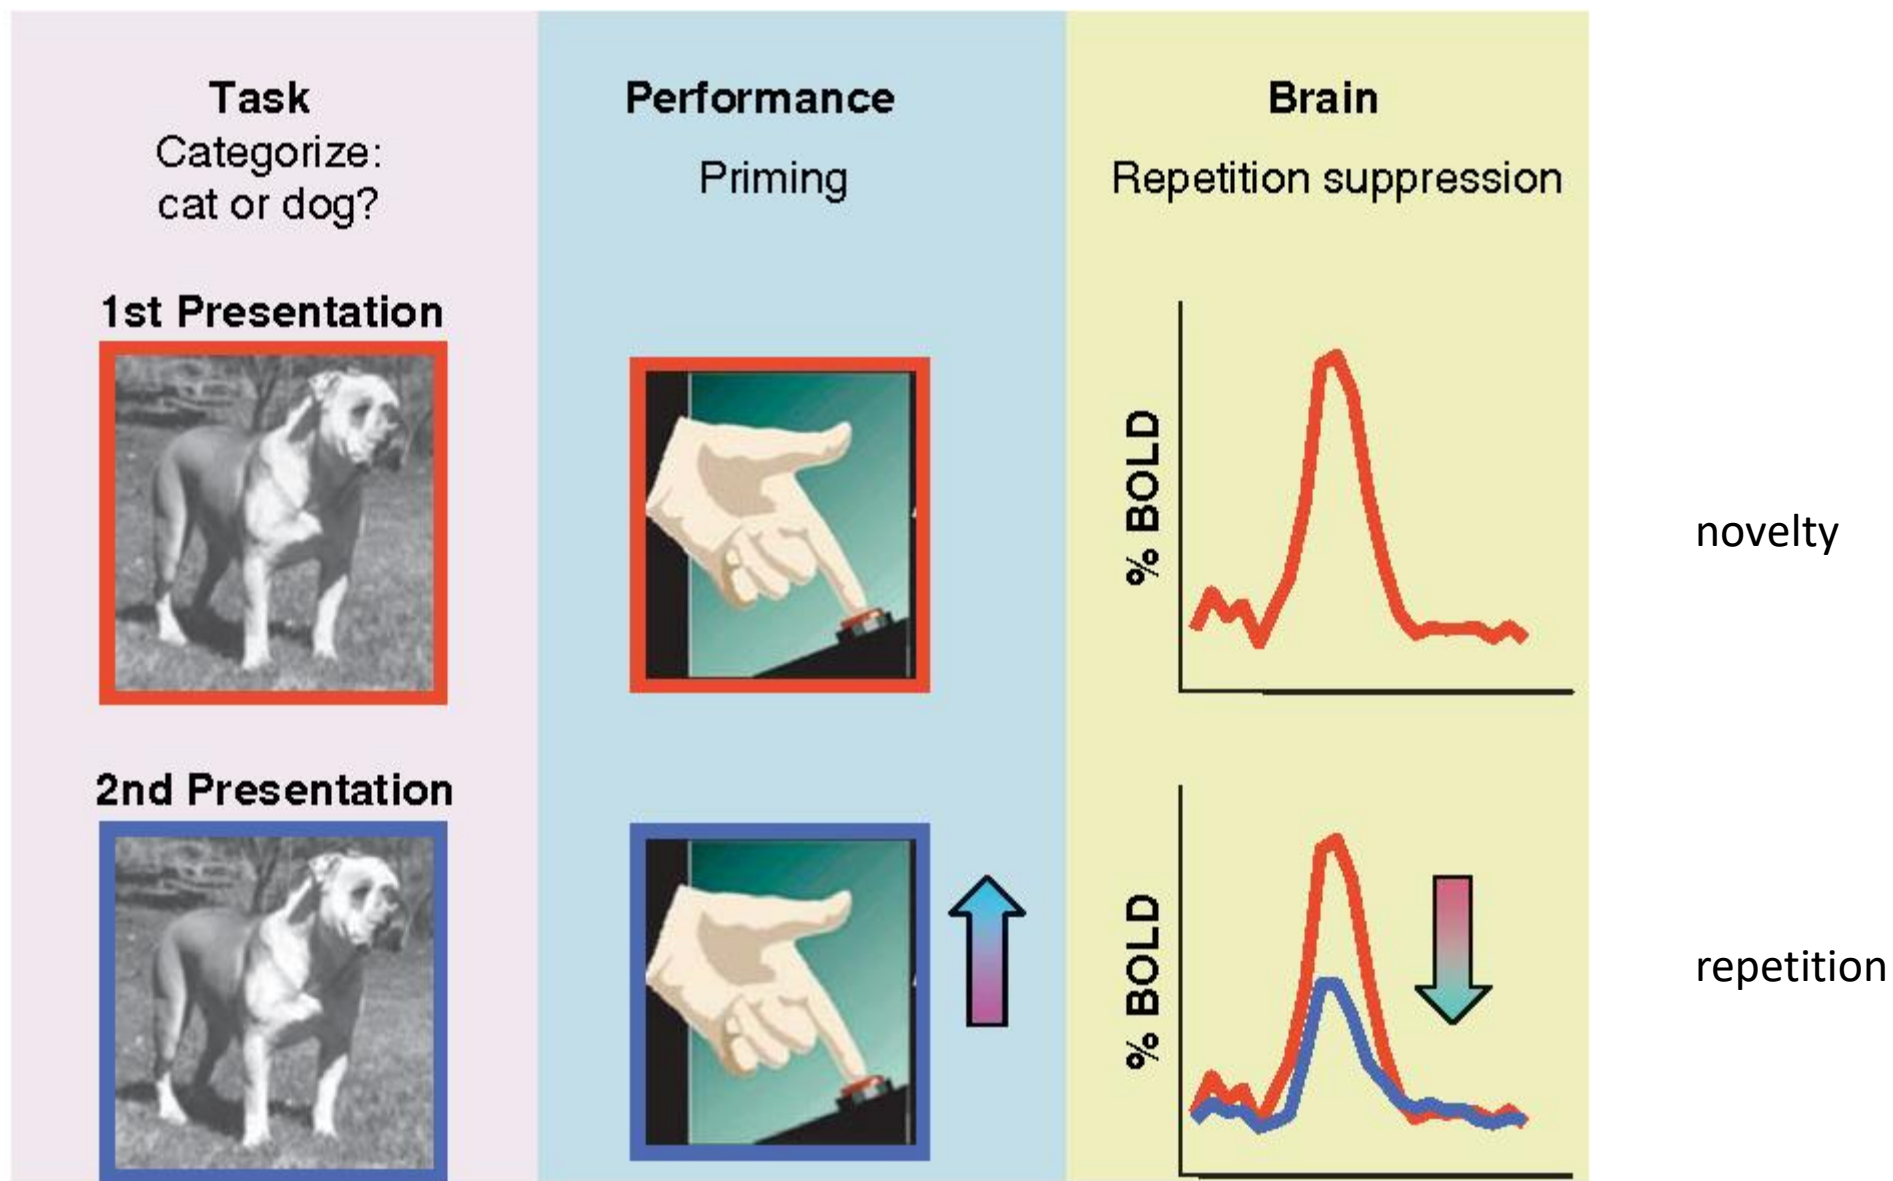 Task
Categorize:
cat or dog?
Performance
Priming
Brain
Repetition suppression
1st Presentation
% BOLD
novelty
2nd Presentation
% BOLD
repetition